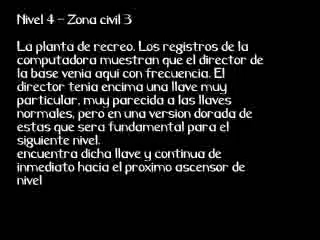 Nivel 4 - Zona civil 3
La planta de recreo. Los registros de la
computadora muestran que el director de
la base venia aqui con frecuencia. El
director tenia encima una llave muy
particular, muy parecida a las llaves
normales, pero en una version dorada de
estas que sera fundamental para el
siguiente nivel.
encuentra dicha llave y continua de
inmediato hacia el proximo ascensor de
nivel